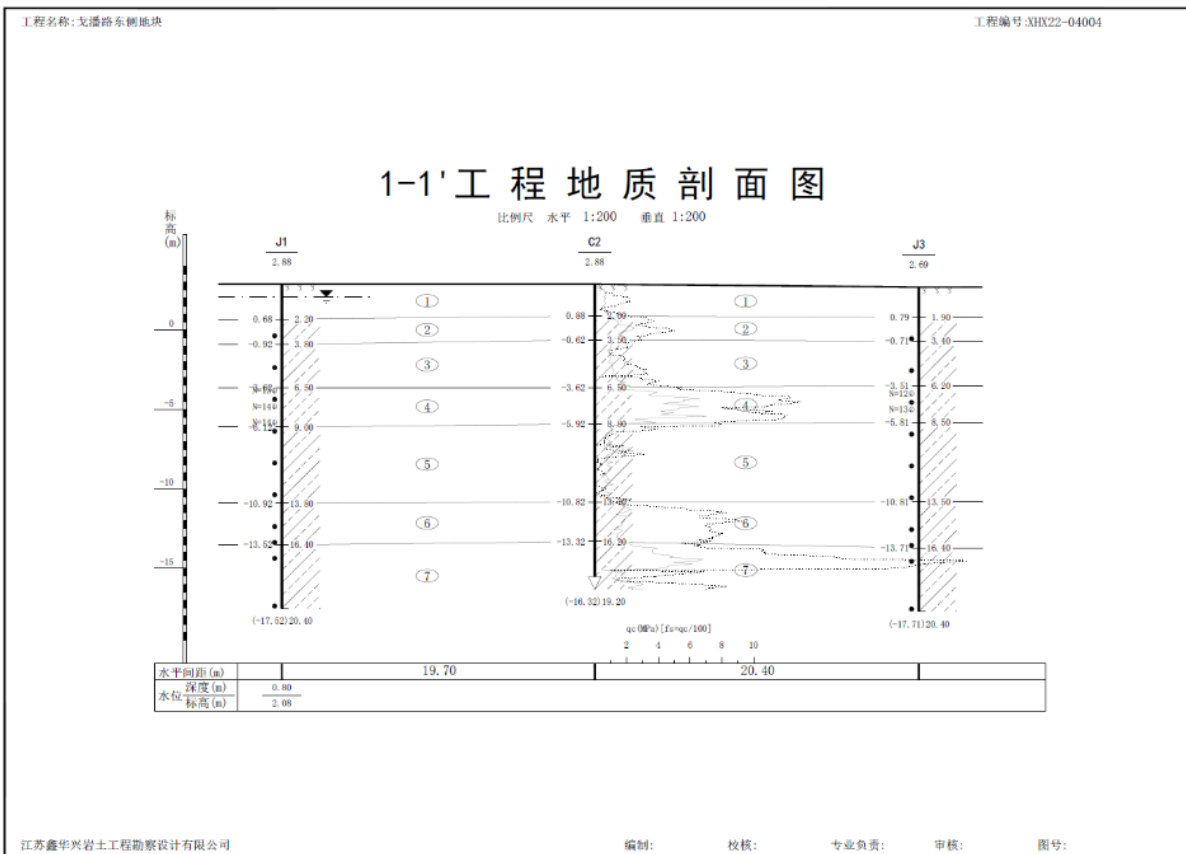 工程名称:戈潘路东侧地块 工程编号:XHX22-04004
1-1'工程地质剖面图
比例尺 水平 1:200 垂直 1:200
标高(m)
J1 C2 J3
2.88 2.88 2.69
① ①
0.68 2.20 0.88 2.00 0.79 1.90
0
② ②
-0.92 3.80 -0.62 3.50 -0.71 3.40
③ ③
6.50 -3.62 6.50 -3.51 6.20
N=12
N=14 ④ ④ N=13
-5
9.00 -5.92 8.80 -5.81 8.50
⑤ ⑤
-10
-10.92 13.80 -10.82 -10.81 13.50
⑥ ⑥
-13.52 16.40 -13.32 16.20 -13.71 16.40
-15
⑦ ⑦
(-17.52)20.40 (-16.32)19.20 (-17.71)20.40
qc(MPa)[fs=qc/100]
2 4 6 8 10
水平间距(m) 19.70 20.40
水位 深度(m) 0.80
标高(m) 2.08
江苏鑫华兴岩土工程勘察设计有限公司 编制: 校核: 专业负责: 审核: 图号: